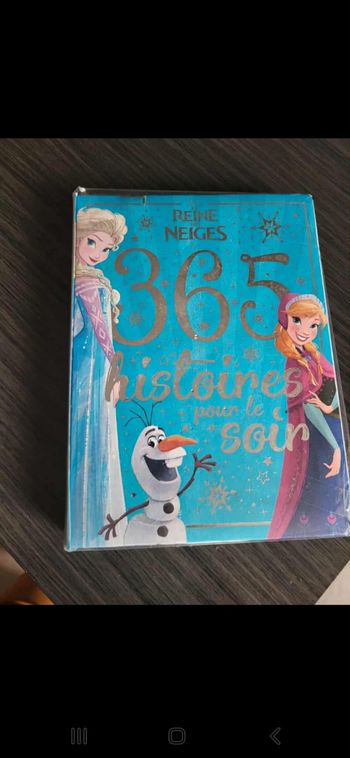 REINE
NEIGES
365
histoires
pour le
soir